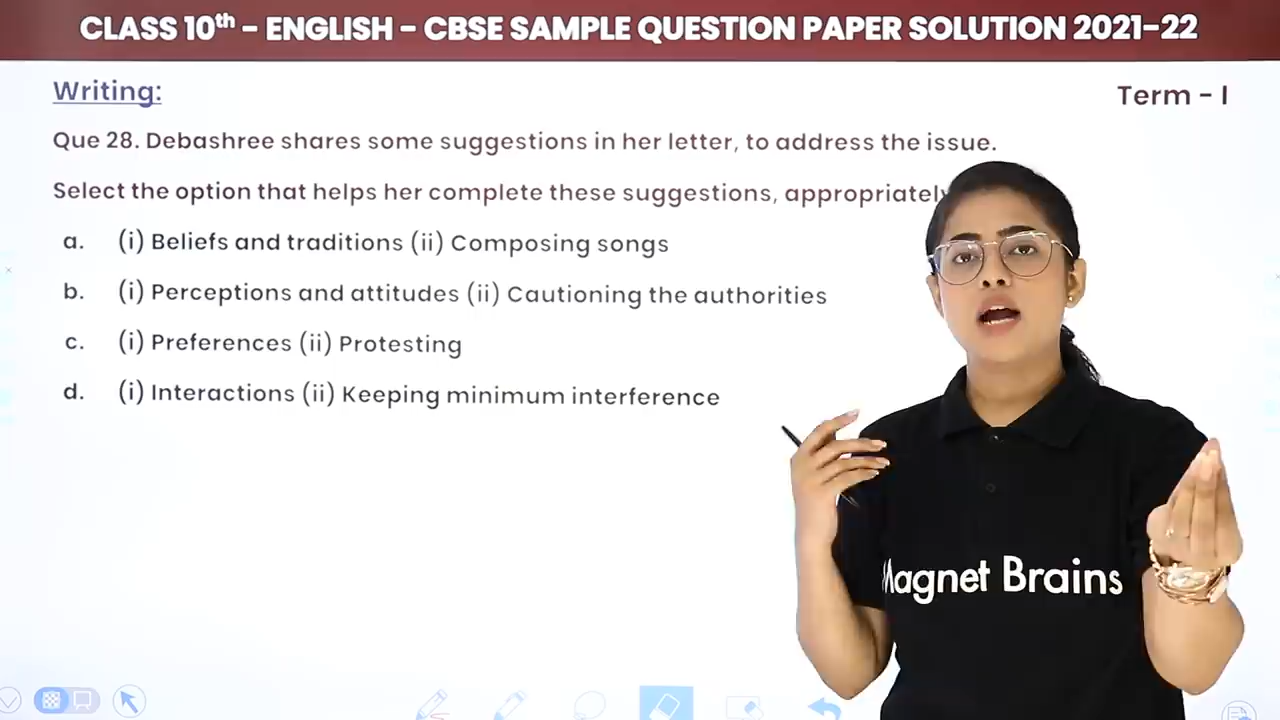 CLASS 10th - ENGLISH - CBSE SAMPLE QUESTION PAPER SOLUTION 2021-22
Writing:
Term - I
Que 28. Debashree shares some suggestions in her letter, to address the issue.
Select the option that helps her complete these suggestions,
a. (i) Beliefs and traditions (ii) Composing songs
b. (i) Perceptions and attitudes (ii) Cautioning the authorities
c. (i) Preferences (ii) Protesting
d. (i) Interactions (ii) Keeping minimum interference
Magnet Brains